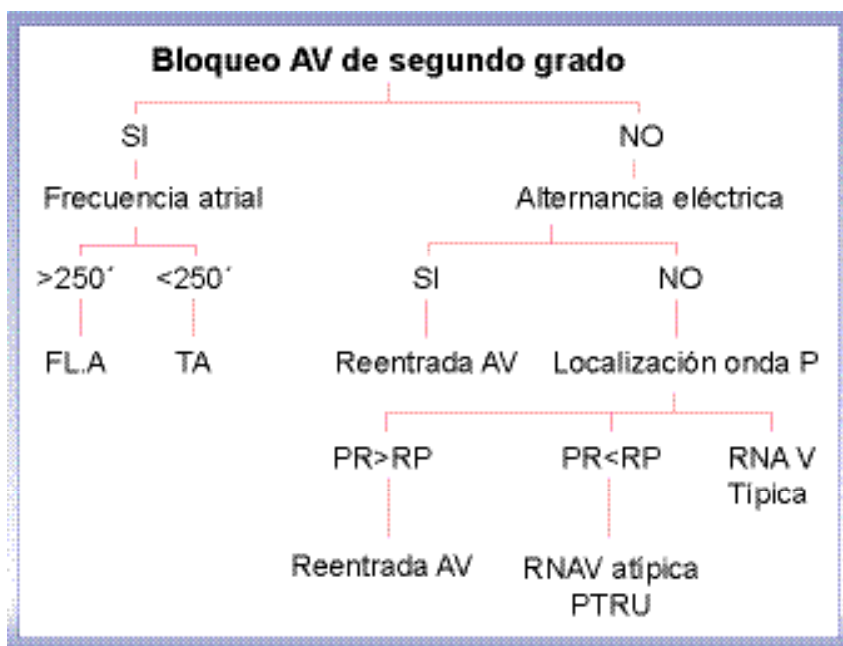 Bloqueo AV de segundo grado
SI NO
Frecuencia atrial Alternancia eléctrica
>250´ <250´ SI NO
FL.A TA Reentrada AV Localización onda P
PR>RP PR<RP RNA V
Típica
Reentrada AV RNAV atípica
PTRU